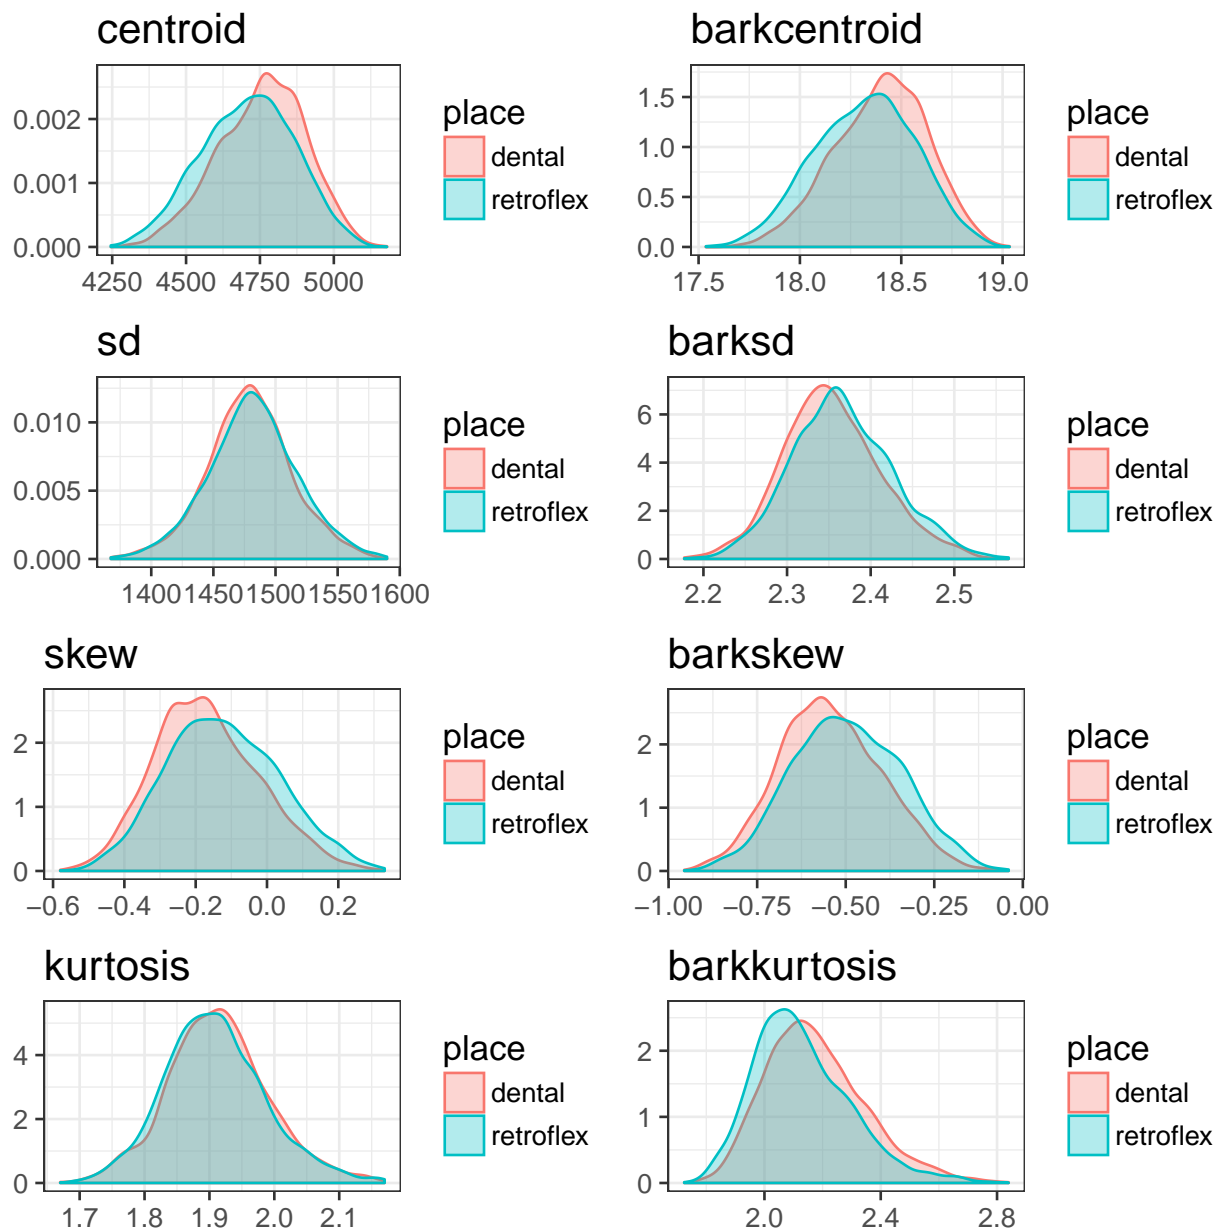 centroid
0.002
0.001
0.000
4250 4500 4750 5000
place
dental
retroflex
barkcentroid
1.5
1.0
0.5
0.0
17.5 18.0 18.5 19.0
place
dental
retroflex
sd
0.010
0.005
0.000
1400 1450 1500 1550 1600
place
dental
retroflex
barksd
6
4
2
0
2.2 2.3 2.4 2.5
place
dental
retroflex
skew
2
1
0
−0.6 −0.4 −0.2 0.0 0.2
place
dental
retroflex
barkskew
2
1
0
−1.00 −0.75 −0.50 −0.25 0.00
place
dental
retroflex
kurtosis
4
2
0
1.7 1.8 1.9 2.0 2.1
place
dental
retroflex
barkkurtosis
2
1
0
2.0 2.4 2.8
place
dental
retroflex